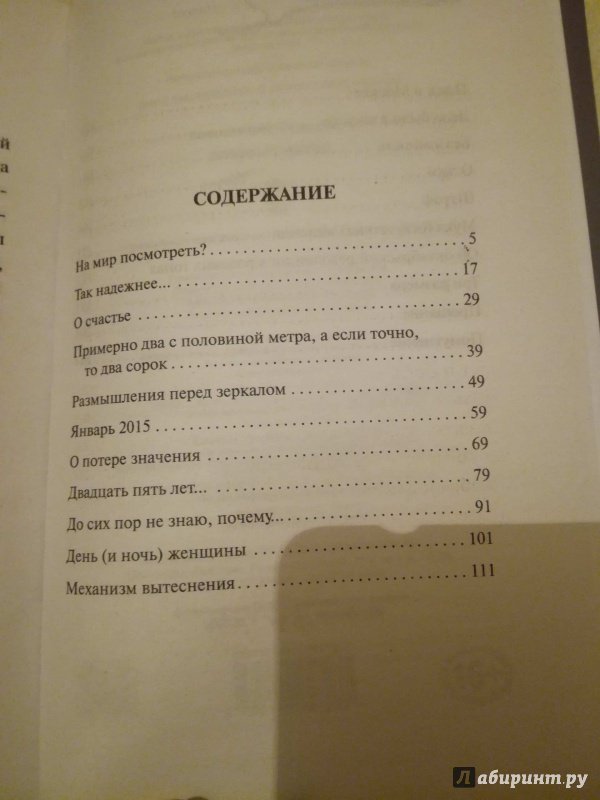 СОДЕРЖАНИЕ
На мир посмотреть? 5
Так надежнее... 17
О счастье 29
Примерно два с половиной метра, а если точно,
то два сорок 39
Размышления перед зеркалом 49
Январь 2015 59
О потере значения 69
Двадцать пять лет... 79
До сих пор не знаю, почему... 91
День (и ночь) женщины 101
Механизм вытеснения 111
лабиринт.ру